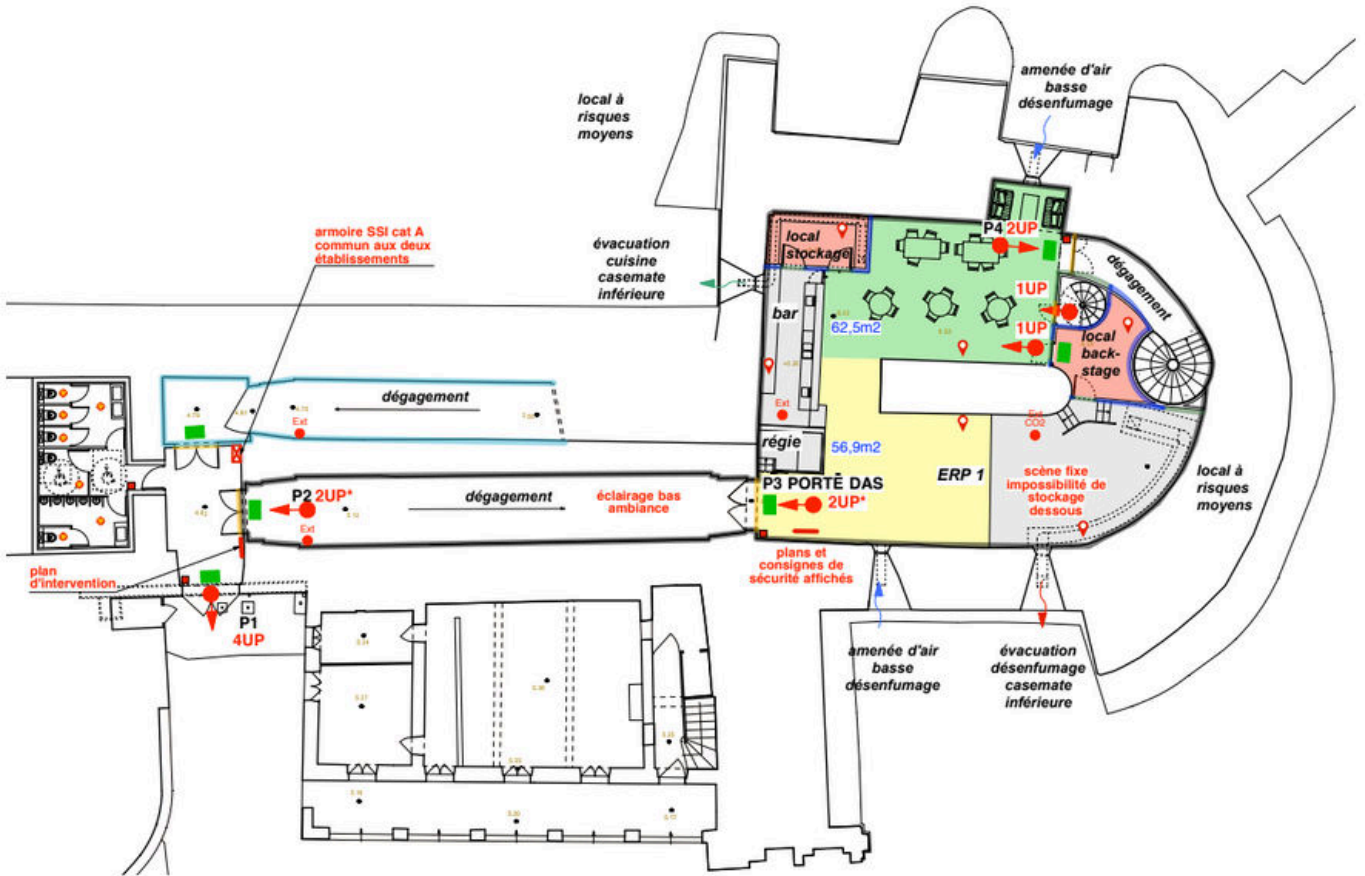 amenée d'air
basse
désenfumage
local à
risques
moyens
armoire SSI cat A
commun aux deux
établissements
évacuation
cuisine
casemate
inférieure
local
stockage
P4 2UP
dégagement
1UP
1UP
bar
62,5m2
local
back-
stage
dégagement
Ext
Ext
Ext
CO2
régie
56,9m2
ERP 1
scène fixe
impossibilité de
stockage
dessous
local à
risques
moyens
P2 2UP*
dégagement
éclairage bas
ambiance
P3 PORTE DAS
2UP*
Ext
plans et
consignes de
sécurité affichés
plan
d'intervention
P1
4UP
amenée d'air
basse
désenfumage
évacuation
désenfumage
casemate
inférieure